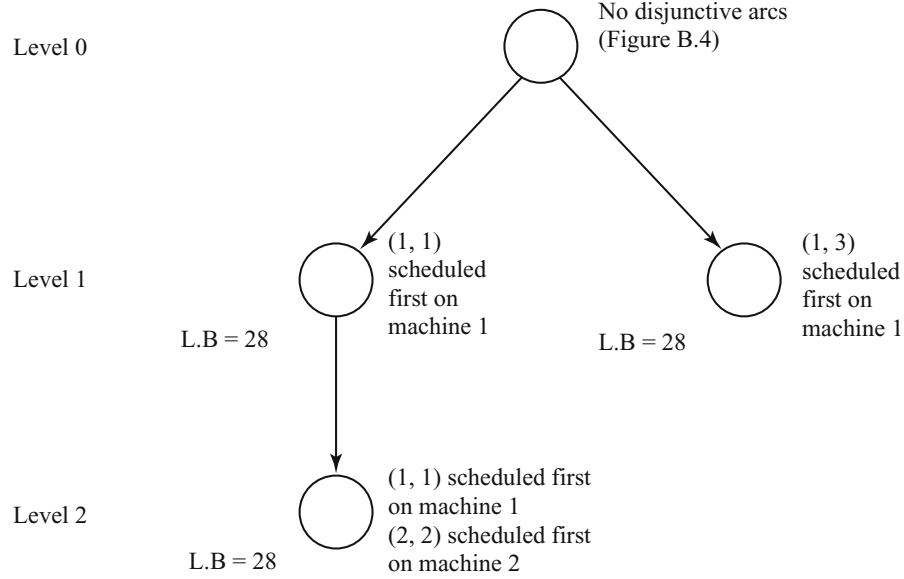 No disjunctive arcs
Level 0
(Figure B.4)
(1, 1)
scheduled
first on
machine 1
(1, 3)
scheduled
first on
machine 1
Level 1
L.B = 28
L.B = 28
(1, 1) scheduled first
on machine 1
(2, 2) scheduled first
on machine 2
Level 2
L.B = 28